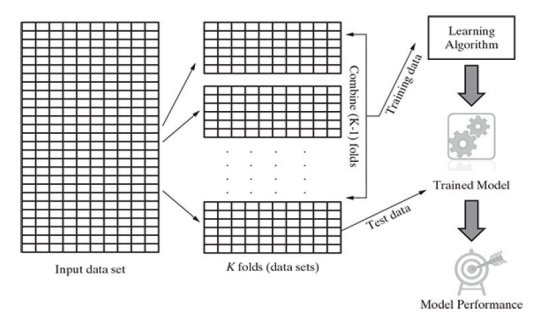 Learning
Algorithm
Combine (K-1) folds
Training data
Trained Model
Test data
Input data set
K folds (data sets)
Model Performance